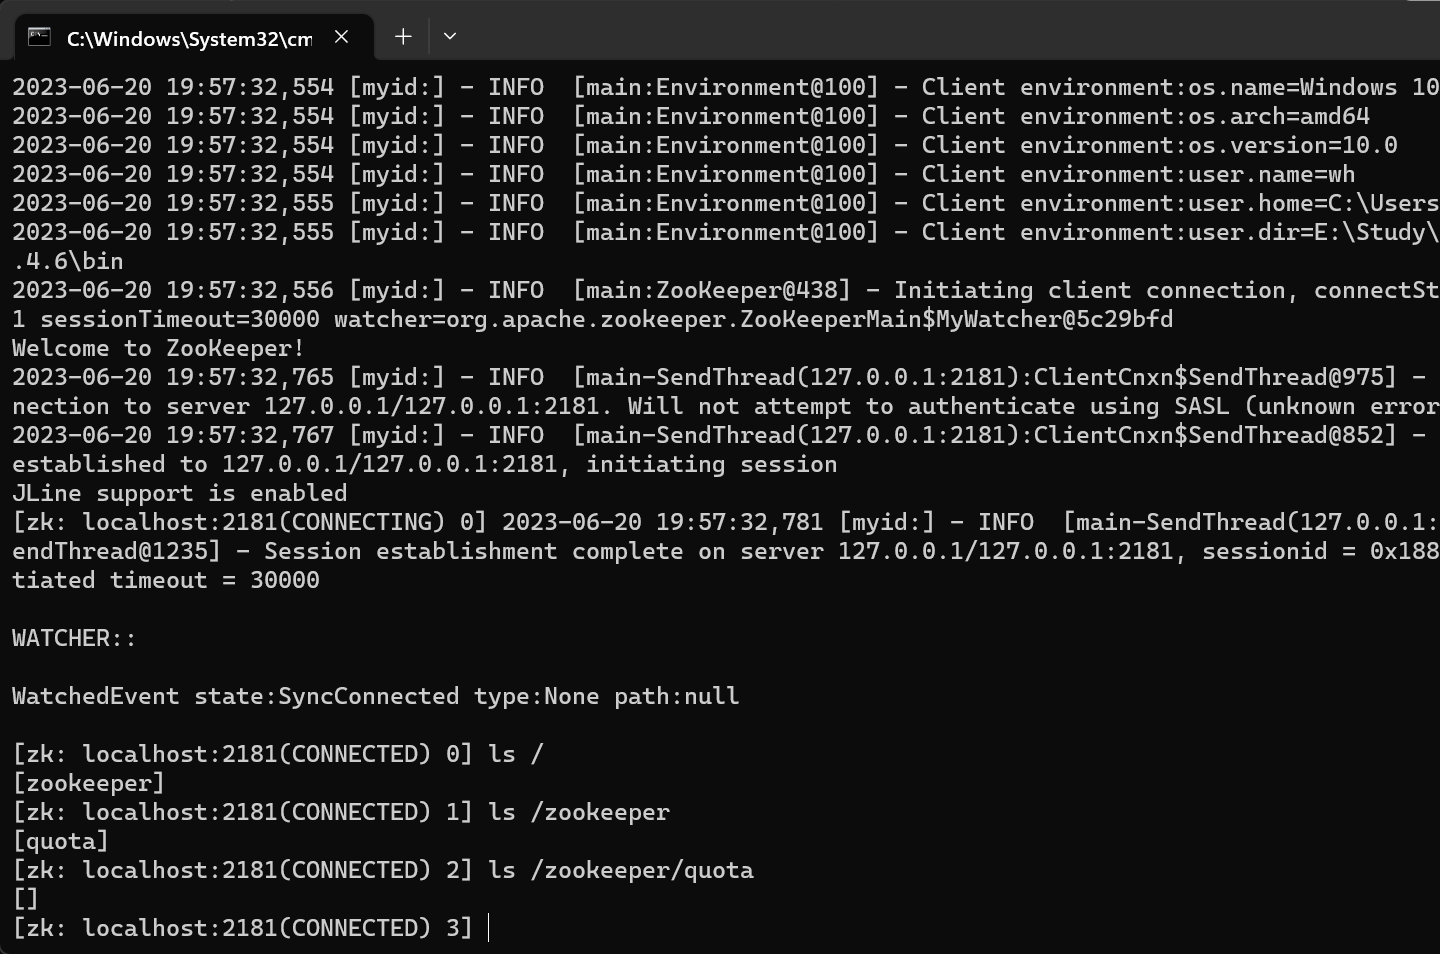 C:\Windows\System32\cm
2023-06-20 19:57:32,554 [myid:] - INFO  [main:Environment@100] - Client environment:os.name=Windows 10
2023-06-20 19:57:32,554 [myid:] - INFO  [main:Environment@100] - Client environment:os.arch=amd64
2023-06-20 19:57:32,554 [myid:] - INFO  [main:Environment@100] - Client environment:os.version=10.0
2023-06-20 19:57:32,554 [myid:] - INFO  [main:Environment@100] - Client environment:user.name=wh
2023-06-20 19:57:32,555 [myid:] - INFO  [main:Environment@100] - Client environment:user.home=C:\Users
2023-06-20 19:57:32,555 [myid:] - INFO  [main:Environment@100] - Client environment:user.dir=E:\Study\
.4.6\bin
2023-06-20 19:57:32,556 [myid:] - INFO  [main:ZooKeeper@438] - Initiating client connection, connectSt
1 sessionTimeout=30000 watcher=org.apache.zookeeper.ZooKeeperMain$MyWatcher@5c29bfd
Welcome to ZooKeeper!
2023-06-20 19:57:32,765 [myid:] - INFO  [main-SendThread(127.0.0.1:2181):ClientCnxn$SendThread@975] -
nection to server 127.0.0.1/127.0.0.1:2181. Will not attempt to authenticate using SASL (unknown error
2023-06-20 19:57:32,767 [myid:] - INFO  [main-SendThread(127.0.0.1:2181):ClientCnxn$SendThread@852] -
established to 127.0.0.1/127.0.0.1:2181, initiating session
JLine support is enabled
[zk: localhost:2181(CONNECTING) 0] 2023-06-20 19:57:32,781 [myid:] - INFO  [main-SendThread(127.0.0.1:
endThread@1235] - Session establishment complete on server 127.0.0.1/127.0.0.1:2181, sessionid = 0x188
tiated timeout = 30000
WATCHER::
WatchedEvent state:SyncConnected type:None path:null
[zk: localhost:2181(CONNECTED) 0] ls /
[zookeeper]
[zk: localhost:2181(CONNECTED) 1] ls /zookeeper
[quota]
[zk: localhost:2181(CONNECTED) 2] ls /zookeeper/quota
[]
[zk: localhost:2181(CONNECTED) 3]